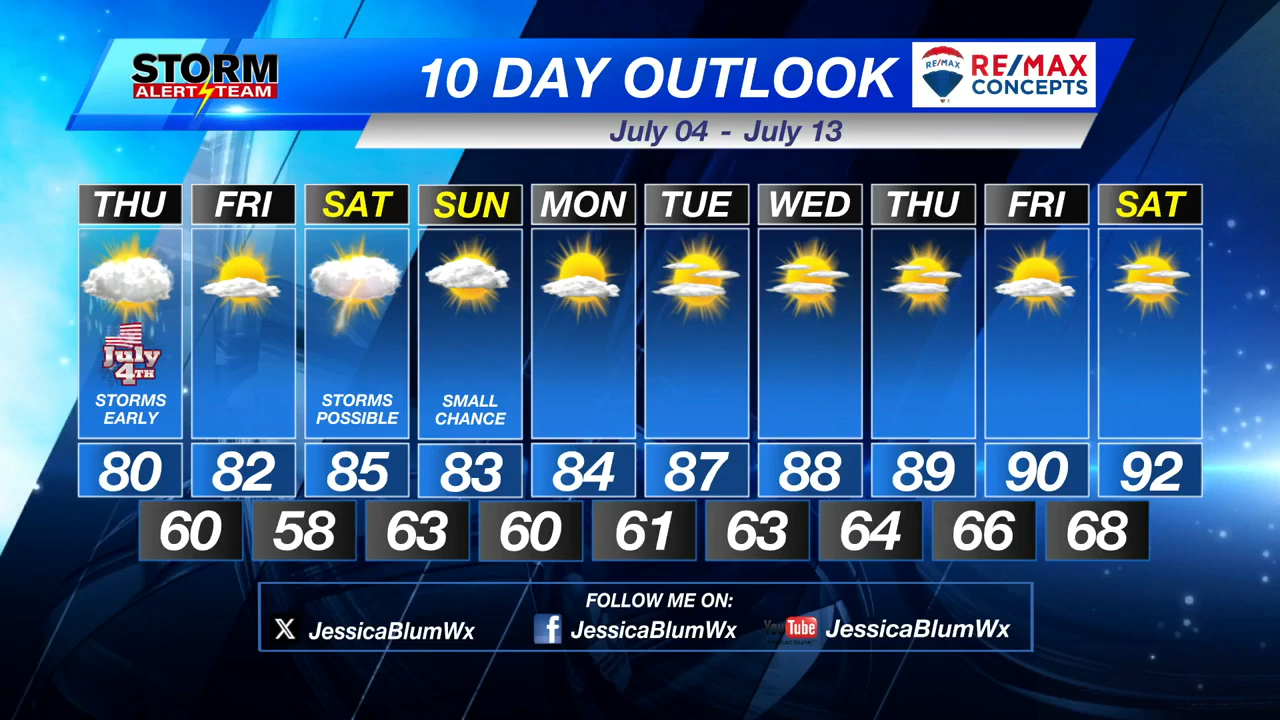 STORM
ALERT TEAM
10 DAY OUTLOOK
RE/MAX
RE/MAX
CONCEPTS
July 04 - July 13
THU FRI SAT SUN MON TUE WED THU FRI SAT
July
4TH
STORMS
EARLY
STORMS
POSSIBLE
SMALL
CHANCE
80 82 85 83 84 87 88 89 90 92
60 58 63 60 61 63 64 66 68
FOLLOW ME ON:
X JessicaBlumWx f JessicaBlumWx YouTube JessicaBlumWx